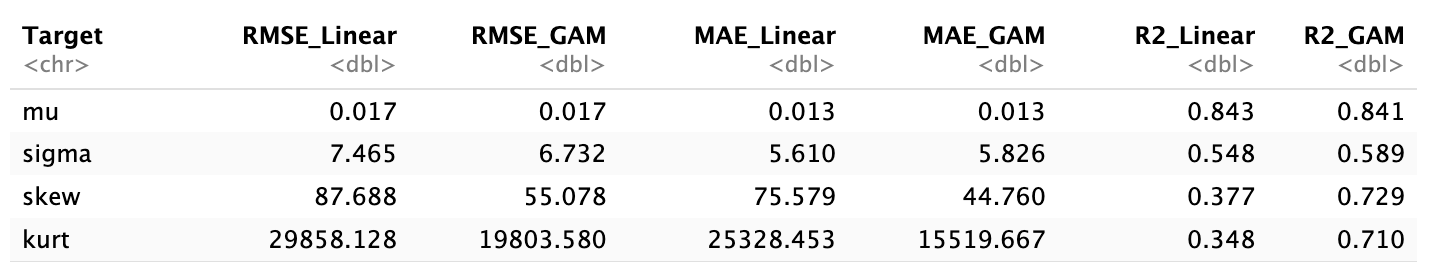 Target RMSE_Linear RMSE_GAM MAE_Linear MAE_GAM R2_Linear R2_GAM
<chr> <dbl> <dbl> <dbl> <dbl> <dbl> <dbl>
mu 0.017 0.017 0.013 0.013 0.843 0.841
sigma 7.465 6.732 5.610 5.826 0.548 0.589
skew 87.688 55.078 75.579 44.760 0.377 0.729
kurt 29858.128 19803.580 25328.453 15519.667 0.348 0.710